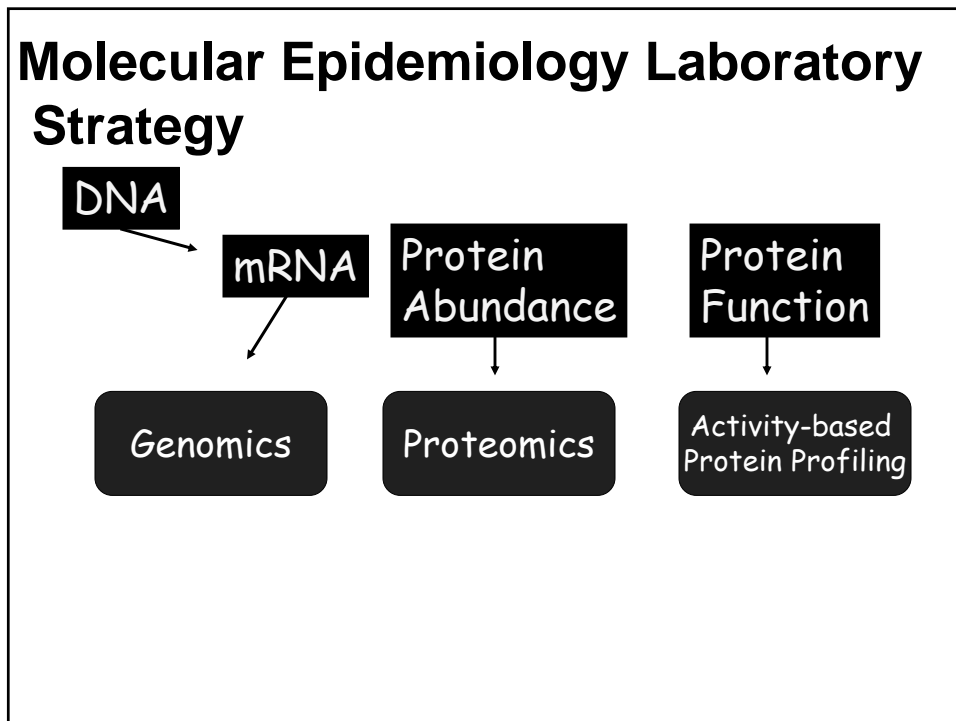 Molecular Epidemiology Laboratory
Strategy
DNA
mRNA
Protein
Abundance
Protein
Function
Genomics
Proteomics
Activity-based
Protein Profiling